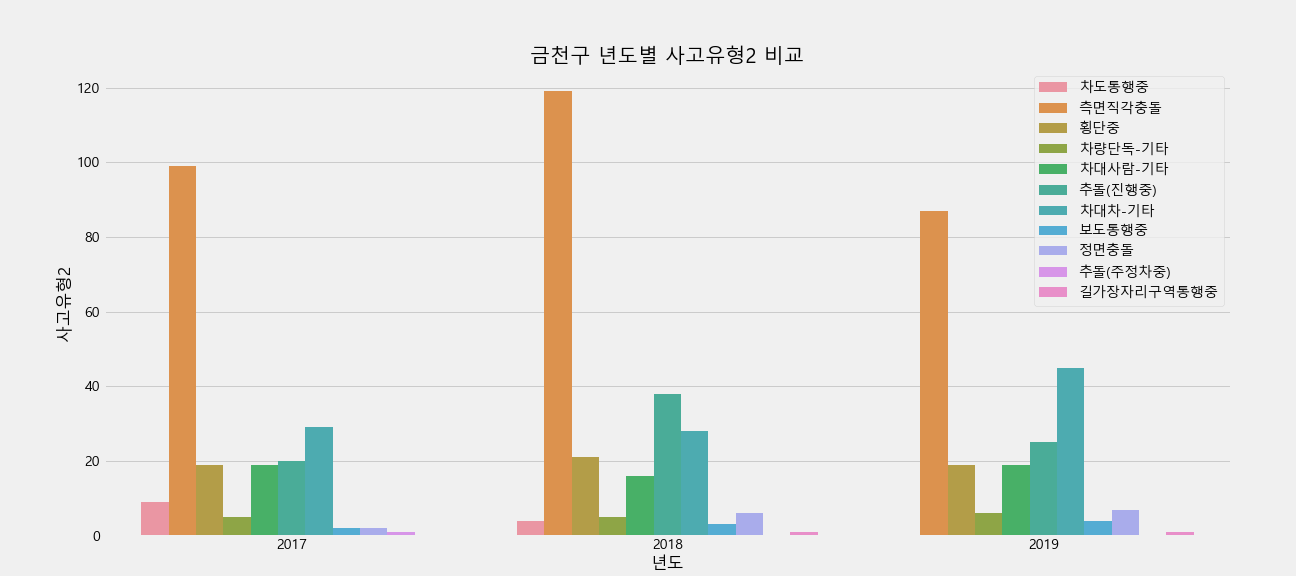 금천구 년도별 사고유형2 비교
사고유형2
120
100
80
60
40
20
0
차도통행중
측면직각충돌
횡단중
차량단독-기타
차대사람-기타
추돌(진행중)
차대차-기타
보도통행중
정면충돌
추돌(주정차중)
길가장자리구역통행중
2017
2018
2019
년도